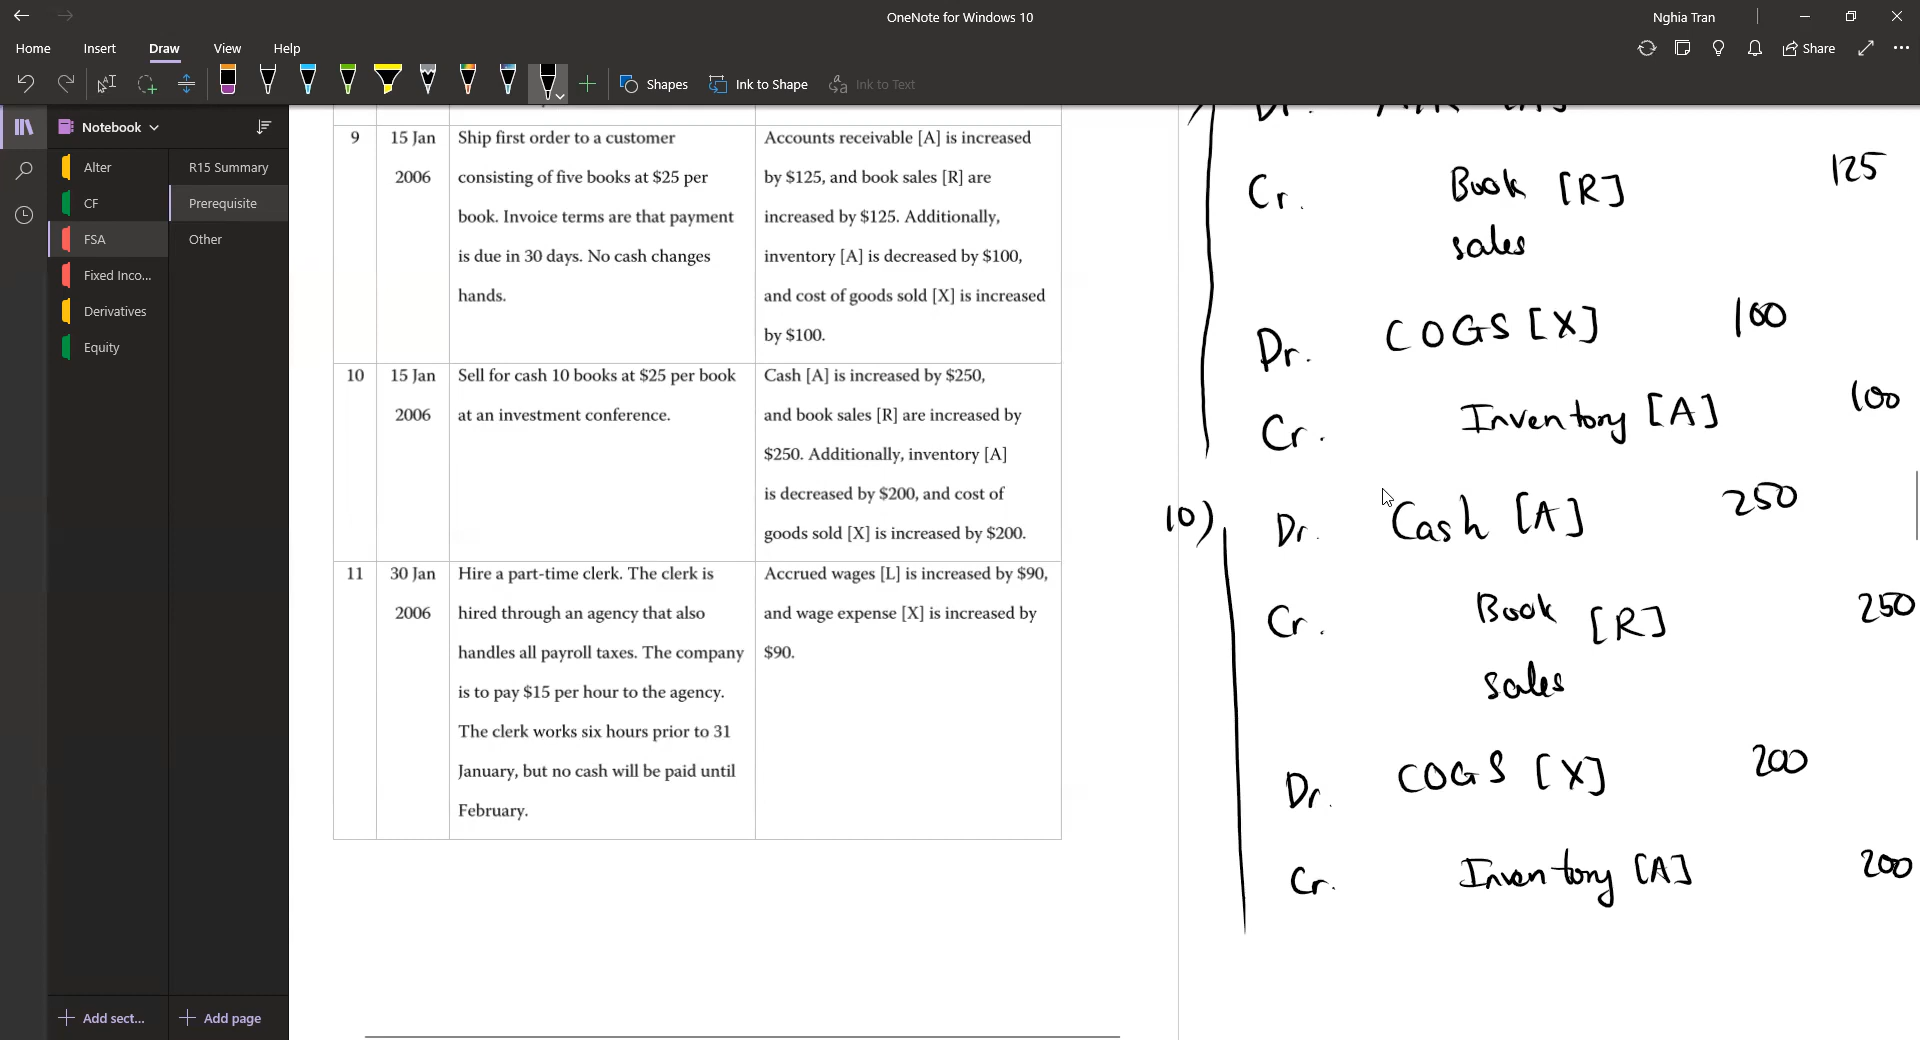 OneNote for Windows 10
Nghia Tran
Home Insert Draw View Help
Share
Shapes Ink to Shape Ink to Text
Notebook
Alter
CF
FSA
Fixed Inco...
Derivatives
Equity
R15 Summary
Prerequisite
Other
Add sect...
Add page
9
15 Jan
2006
Ship first order to a customer
consisting of five books at $25 per
book. Invoice terms are that payment
is due in 30 days. No cash changes
hands.
Accounts receivable [A] is increased
by $125, and book sales [R] are
increased by $125. Additionally,
inventory [A] is decreased by $100,
and cost of goods sold [X] is increased
by $100.
10
15 Jan
2006
Sell for cash 10 books at $25 per book
at an investment conference.
Cash [A] is increased by $250,
and book sales [R] are increased by
$250. Additionally, inventory [A]
is decreased by $200, and cost of
goods sold [X] is increased by $200.
11
30 Jan
2006
Hire a part-time clerk. The clerk is
hired through an agency that also
handles all payroll taxes. The company
is to pay $15 per hour to the agency.
The clerk works six hours prior to 31
January, but no cash will be paid until
February.
Accrued wages [L] is increased by $90,
and wage expense [X] is increased by
$90.
Cr. Book [R] 125
sales
Dr. COGS [X] 100
Cr. Inventory [A] 100
10) Dr. Cash [A] 250
Cr. Book [R] 250
sales
Dr. COGS [X] 200
Cr. Inventory [A] 200